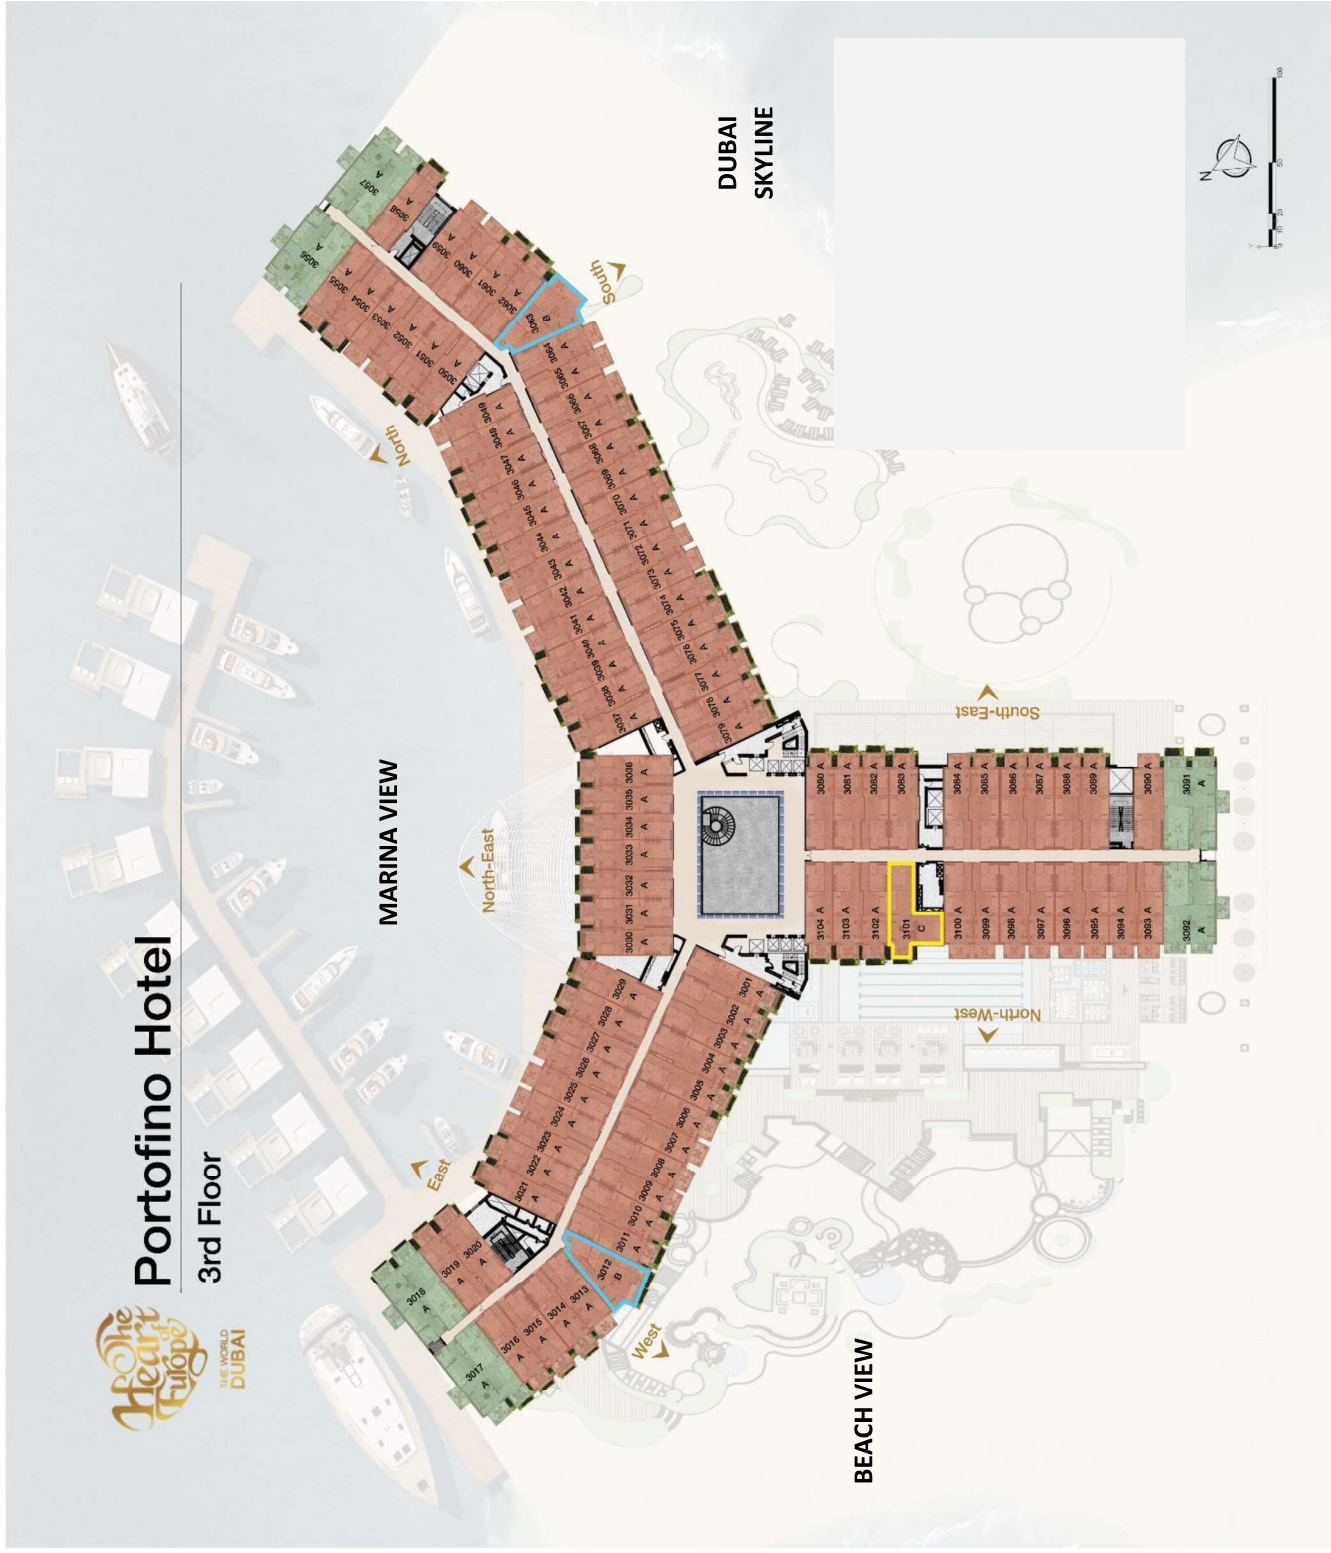 The
Heart
of
Europe
THE WORLD
DUBAI
Portofino Hotel
3rd Floor
MARINA VIEW
DUBAI
SKYLINE
BEACH VIEW
North
North-East
East
South
South-East
West
North-West
N
0 10 20 50 100
3001 A
3002 A
3003 A
3004 A
3005 A
3006 A
3007 A
3008 A
3009 A
3010 A
3011 A
3012 B
3013 A
3014 A
3015 A
3016 A
3017 A
3018 A
3019 A
3020 A
3021 A
3022 A
3023 A
3024 A
3025 A
3026 A
3027 A
3028 A
3029 A
3030 A
3031 A
3032 A
3033 A
3034 A
3035 A
3036 A
3037 A
3038 A
3039 A
3040 A
3041 A
3042 A
3043 A
3044 A
3045 A
3046 A
3047 A
3048 A
3049 A
3050 A
3051 A
3052 A
3053 A
3054 A
3055 A
3056 A
3057 A
3058 A
3059 A
3060 A
3061 A
3062 A
3063 B
3064 A
3065 A
3066 A
3067 A
3068 A
3069 A
3070 A
3071 A
3072 A
3073 A
3074 A
3075 A
3076 A
3077 A
3078 A
3079 A
3080 A
3081 A
3082 A
3083 A
3084 A
3085 A
3086 A
3087 A
3088 A
3089 A
3090 A
3091 A
3092 A
3093 A
3094 A
3095 A
3096 A
3097 A
3098 A
3099 A
3100 A
3101 C
3102 A
3103 A
3104 A